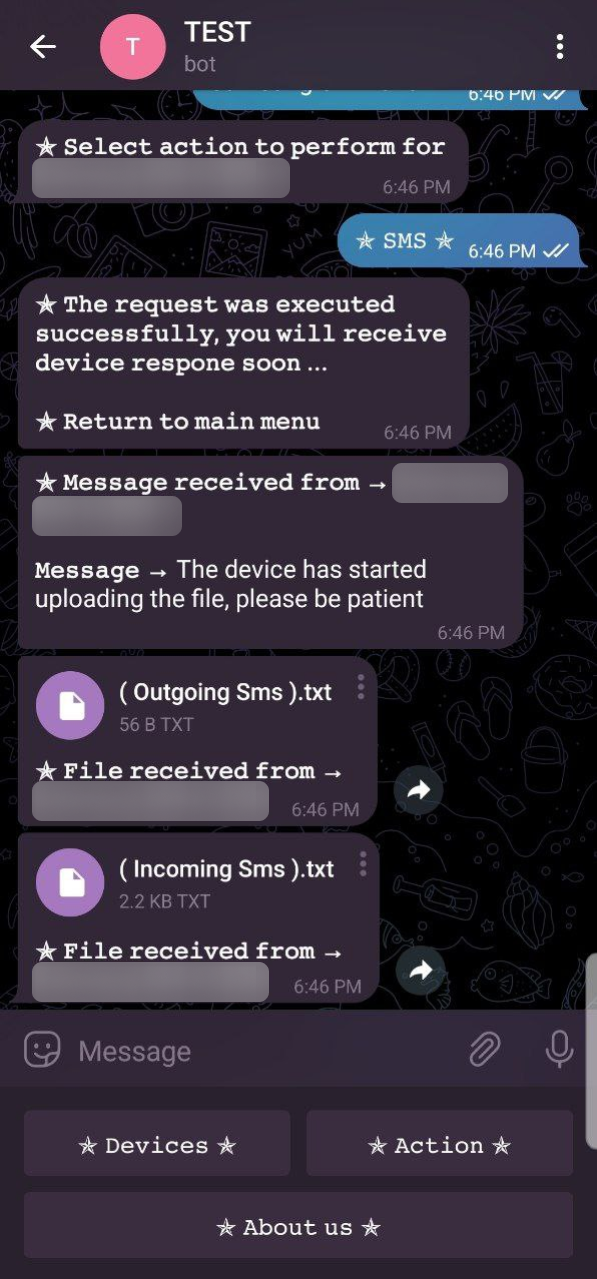 TEST
T
bot
6:46 PM
✯ Select action to perform for
6:46 PM
✯ SMS ✯
6:46 PM
✯ The request was executed
successfully, you will receive
device respone soon ...
✯ Return to main menu
6:46 PM
✯ Message received from →
Message → The device has started
uploading the file, please be patient
6:46 PM
( Outgoing Sms ).txt
56 B TXT
✯ File received from →
6:46 PM
( Incoming Sms ).txt
2.2 KB TXT
✯ File received from →
6:46 PM
Message
✯ Devices ✯
✯ Action ✯
✯ About us ✯